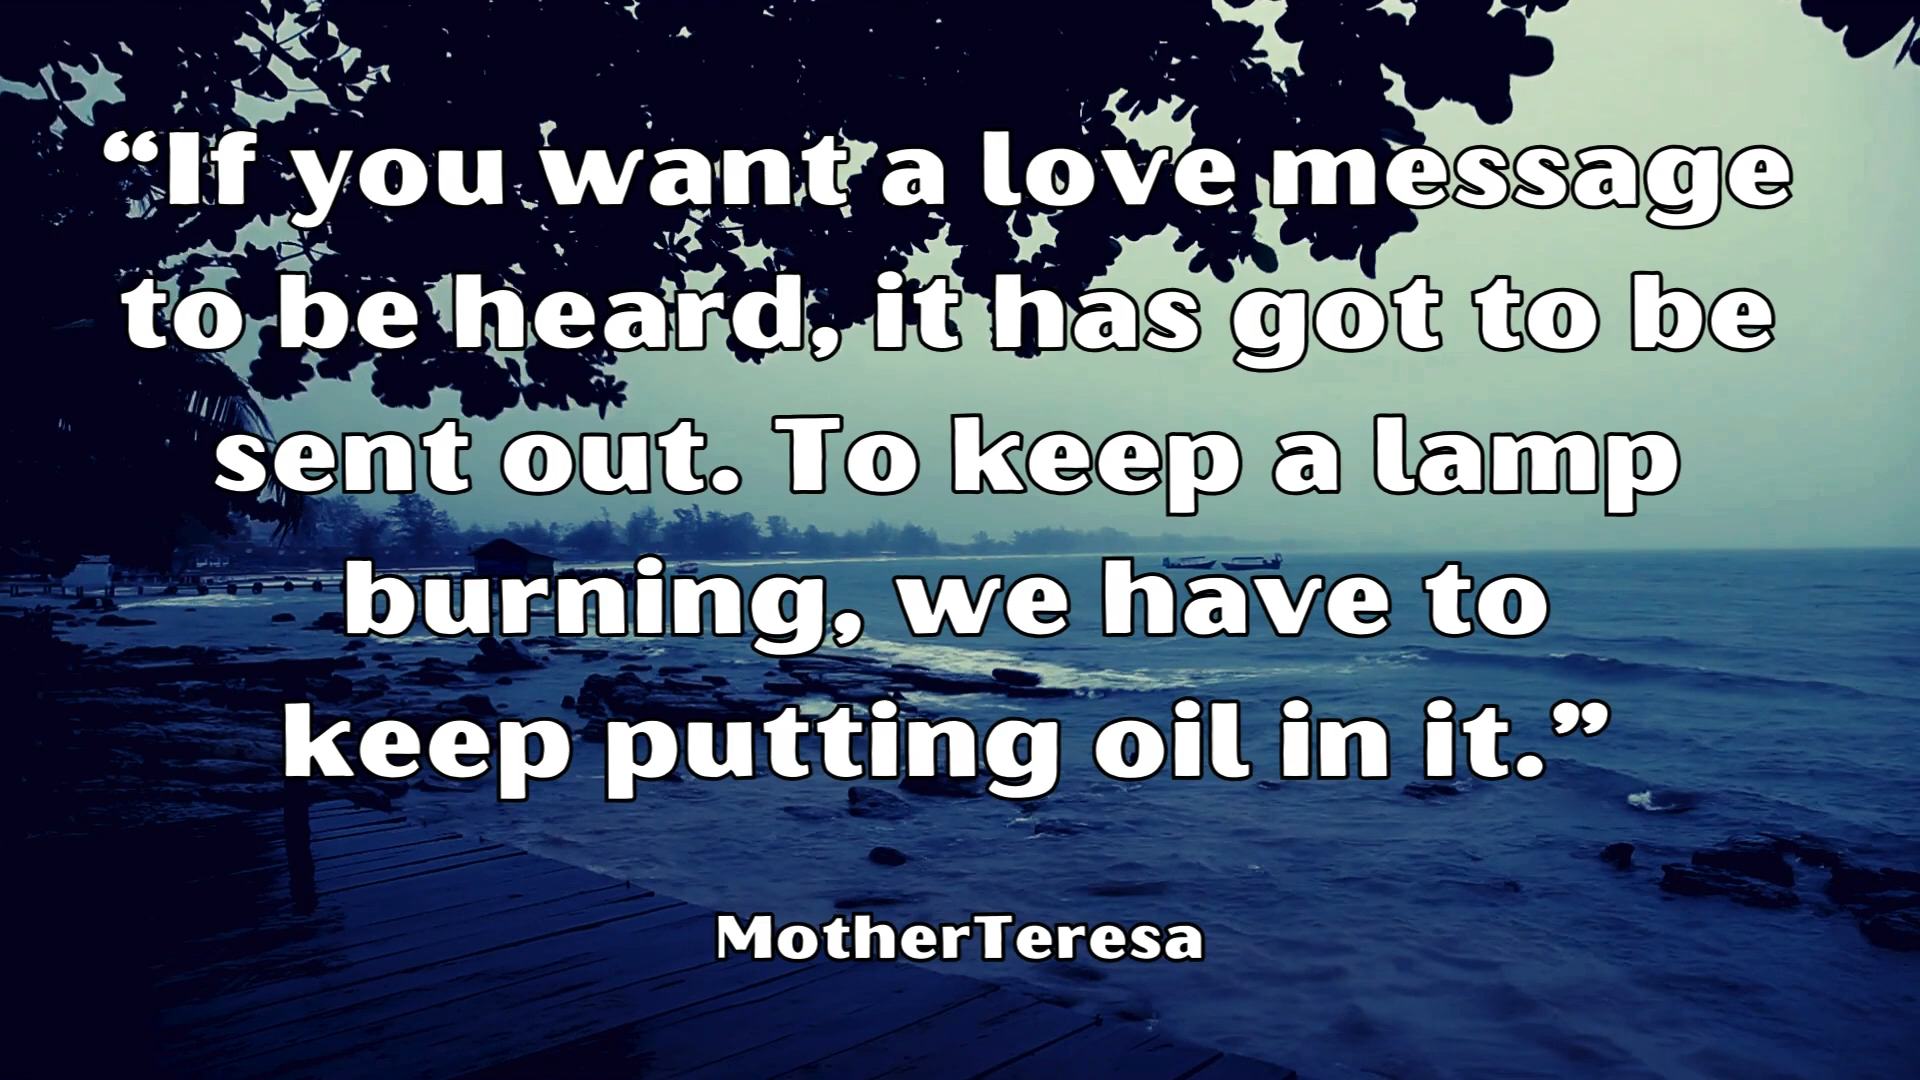 “If you want a love message
to be heard, it has got to be
sent out. To keep a lamp
burning, we have to
keep putting oil in it.”
MotherTeresa